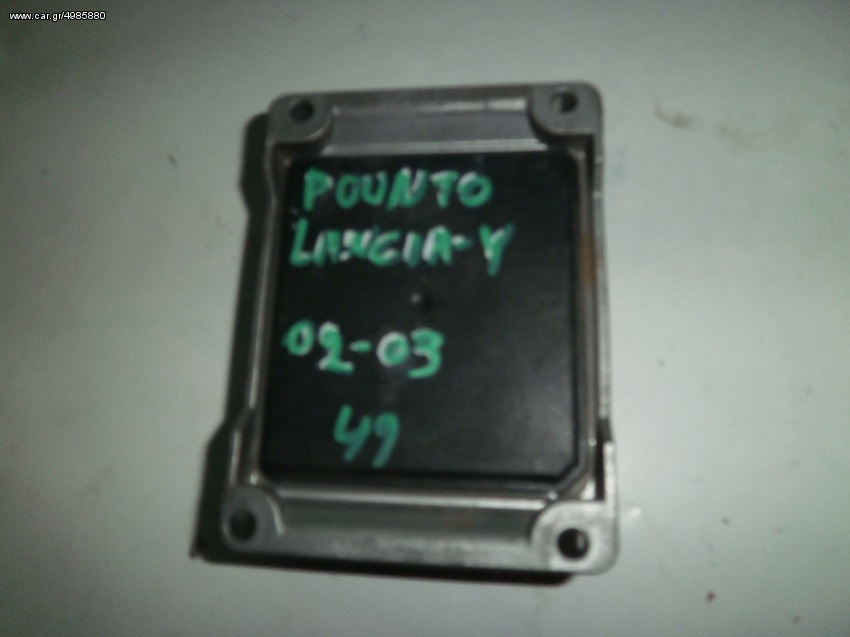 www.car.gr/4985880
POUNTO
LANCIA-Y
02-03
49